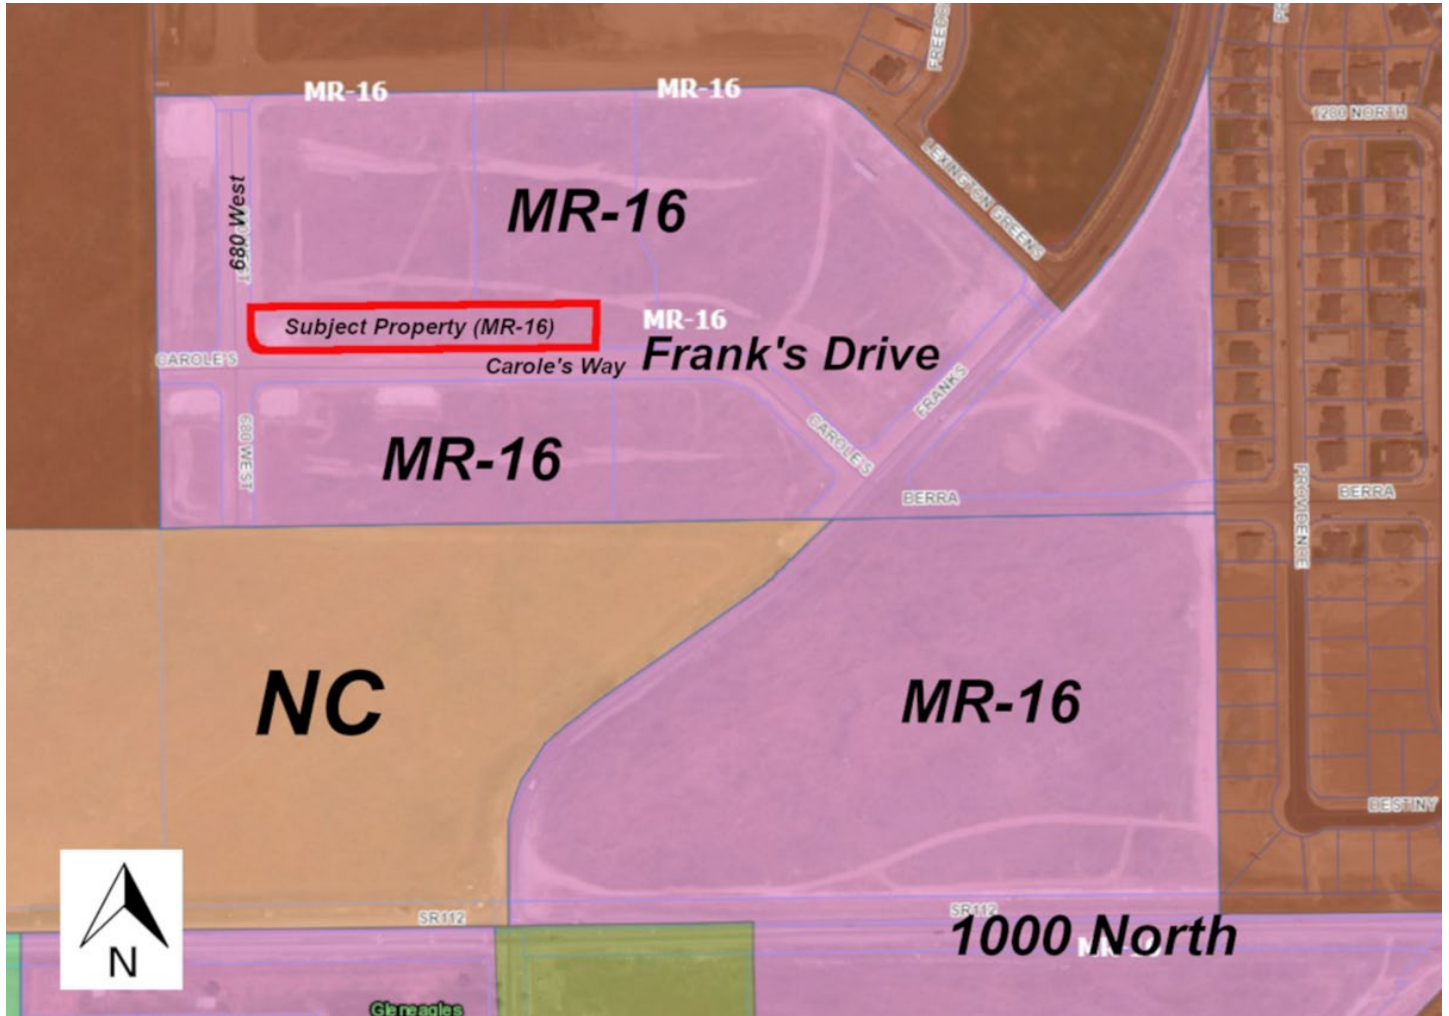 FREEDO
1280 NORTH
MR-16
MR-16
LEXINGTON GREENS
MR-16
680 West
Subject Property (MR-16)
MR-16
CAROLE'S
Carole's Way
Frank's Drive
FRANKS
CAROLE'S
680 WEST
MR-16
BERRA
BERRA
PROVIDENCE
NC
MR-16
DESTINY
SR112
SR112
1000 North
N
Gleneagles